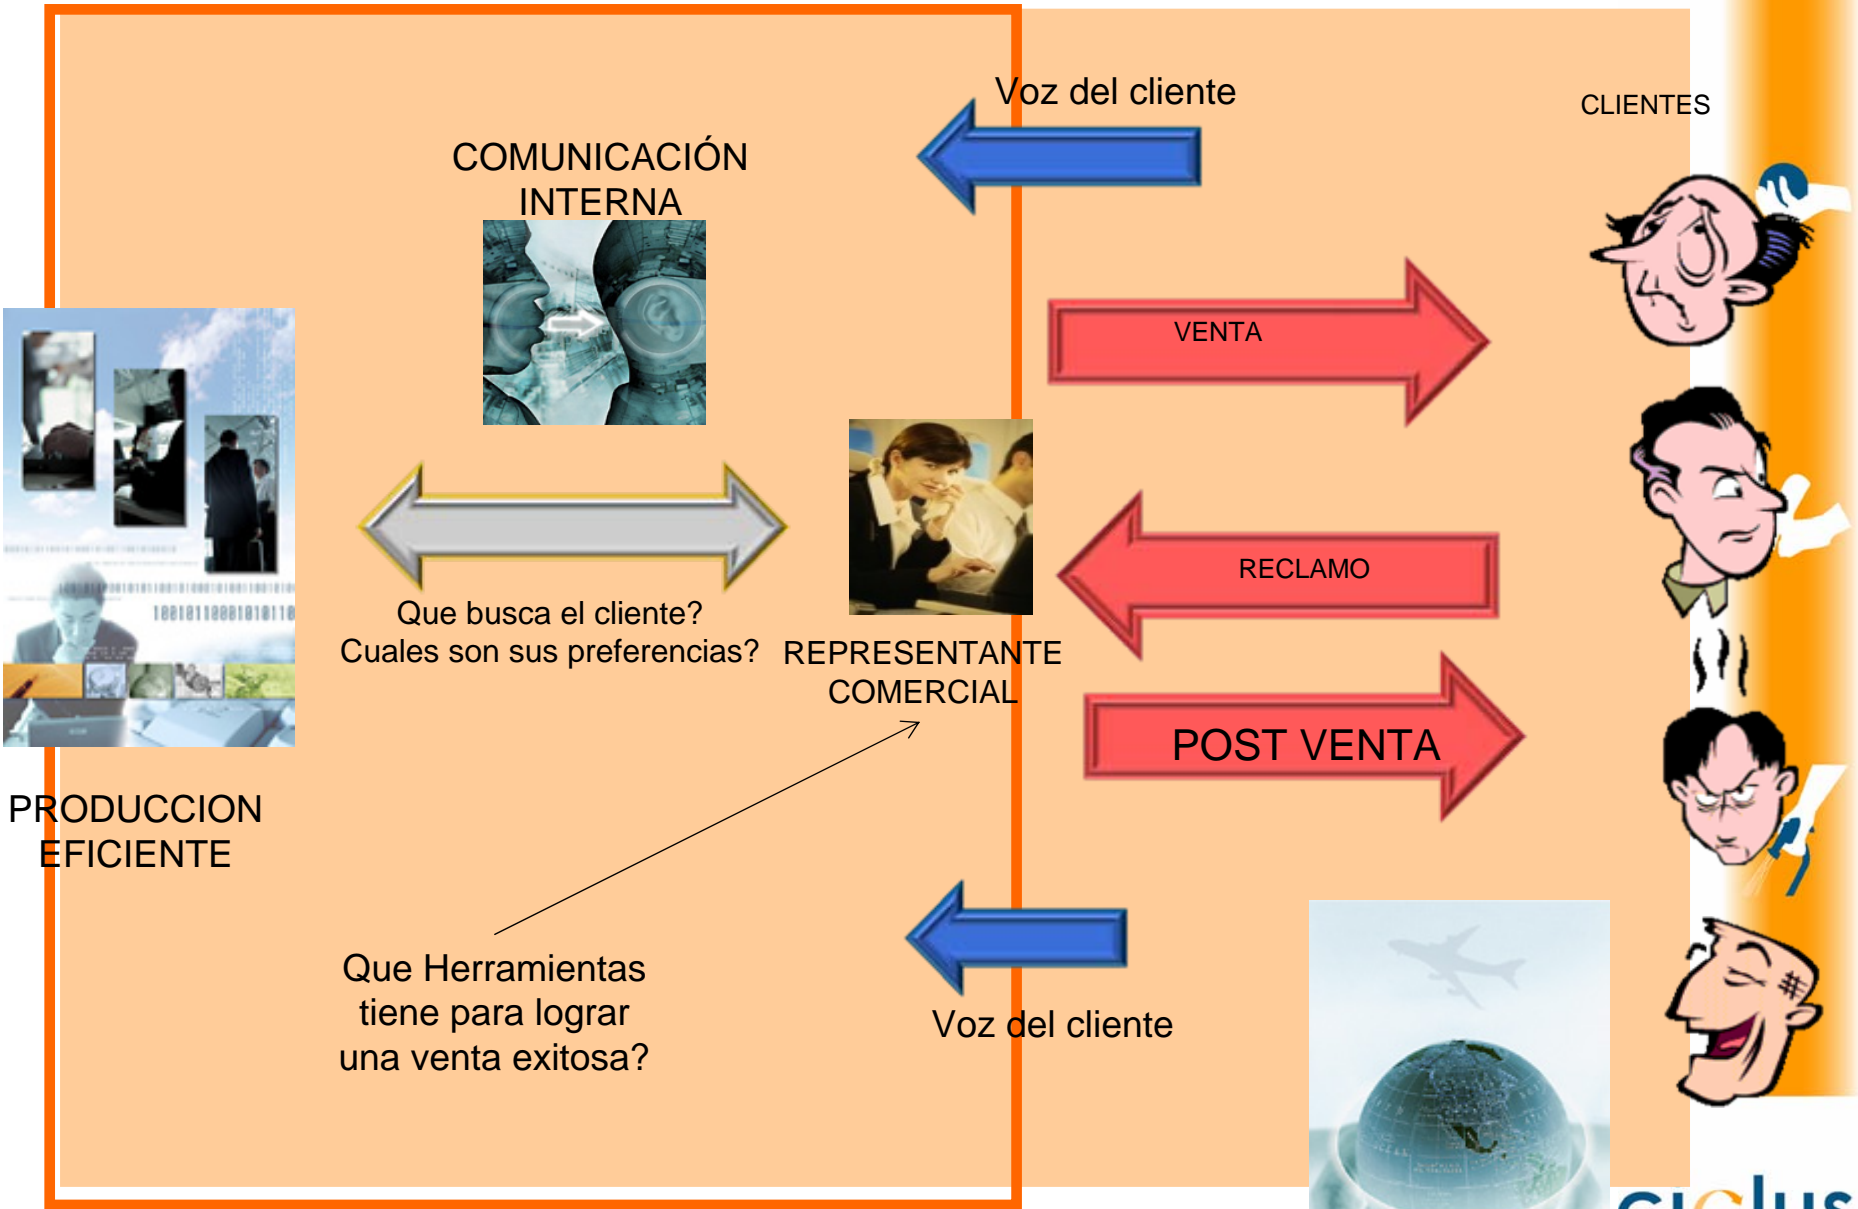 Voz del cliente
CLIENTES
COMUNICACIÓN
INTERNA
VENTA
RECLAMO
Que busca el cliente?
Cuales son sus preferencias?
REPRESENTANTE
COMERCIAL
POST VENTA
PRODUCCION
EFICIENTE
Que Herramientas
tiene para lograr
una venta exitosa?
Voz del cliente